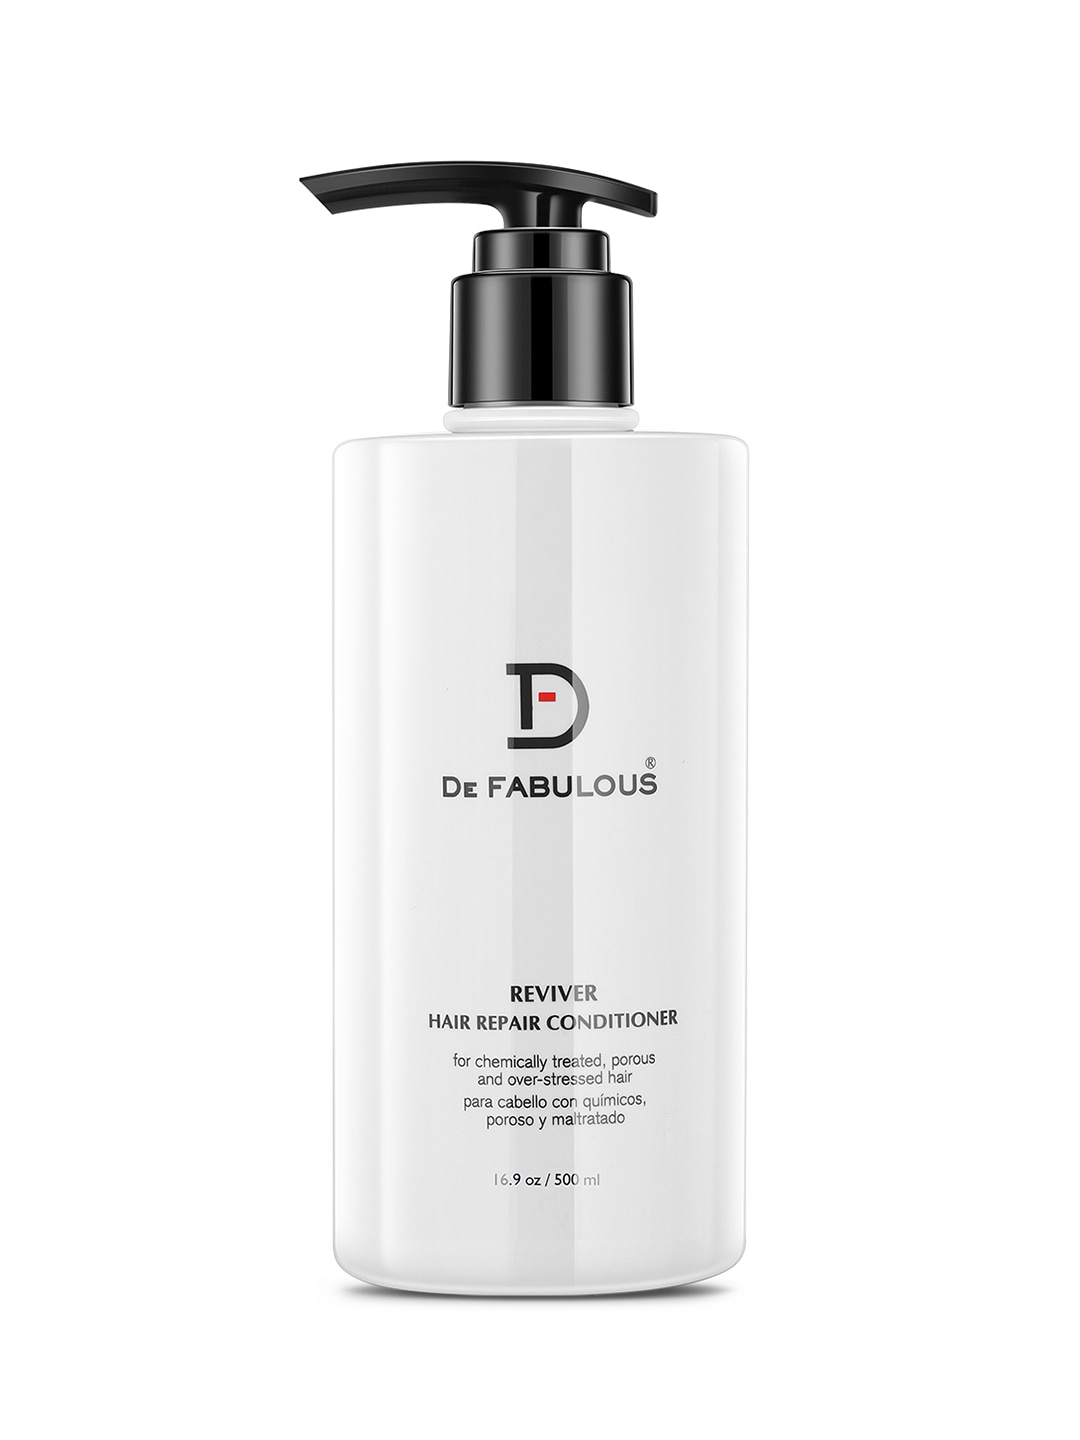 DE FABULOUS®
REVIVER
HAIR REPAIR CONDITIONER
for chemically treated, porous
and over-stressed hair
para cabello con químicos,
poroso y maltratado
16.9 oz / 500 ml